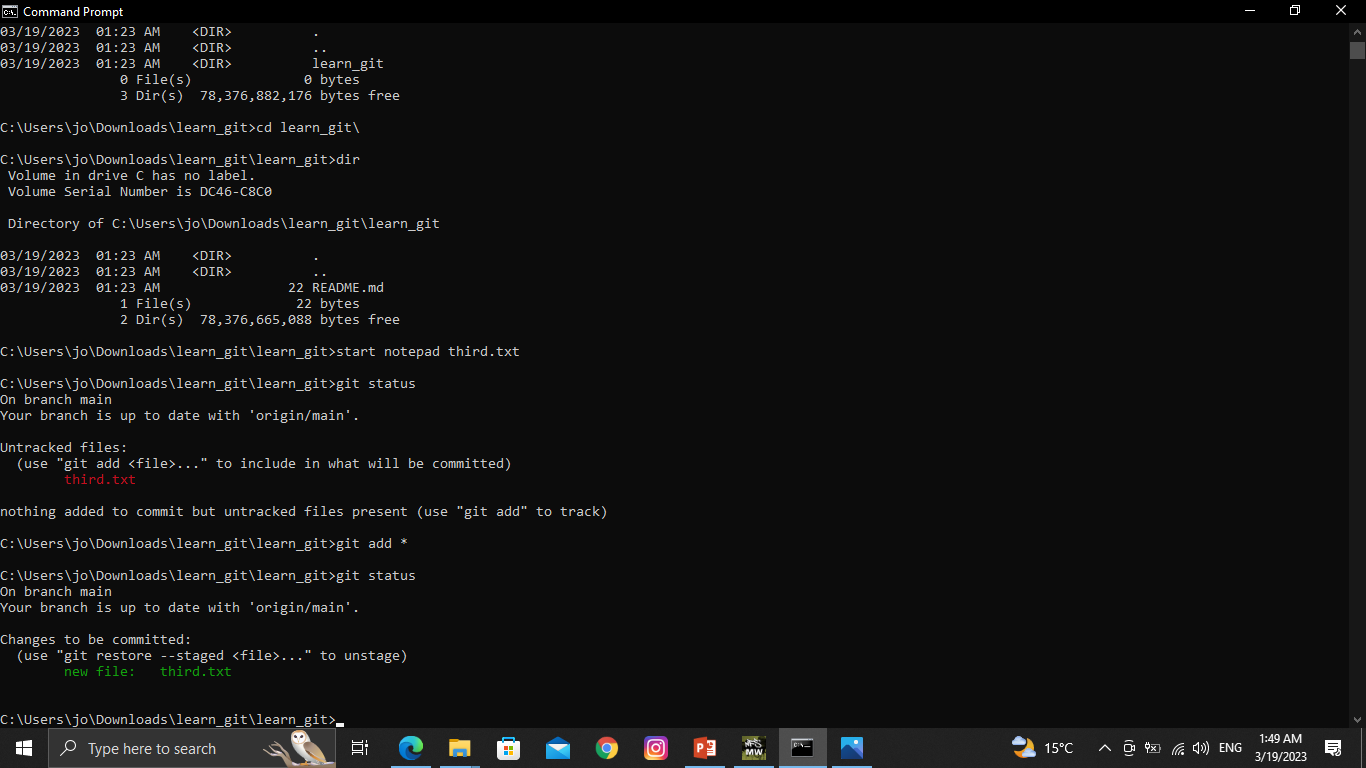 Command Prompt
03/19/2023  01:23 AM    <DIR>          .
03/19/2023  01:23 AM    <DIR>          ..
03/19/2023  01:23 AM    <DIR>          learn_git
               0 File(s)              0 bytes
               3 Dir(s)  78,376,882,176 bytes free
C:\Users\jo\Downloads\learn_git>cd learn_git\
C:\Users\jo\Downloads\learn_git\learn_git>dir
 Volume in drive C has no label.
 Volume Serial Number is DC46-C8C0
 Directory of C:\Users\jo\Downloads\learn_git\learn_git
03/19/2023  01:23 AM    <DIR>          .
03/19/2023  01:23 AM    <DIR>          ..
03/19/2023  01:23 AM                22 README.md
               1 File(s)             22 bytes
               2 Dir(s)  78,376,665,088 bytes free
C:\Users\jo\Downloads\learn_git\learn_git>start notepad third.txt
C:\Users\jo\Downloads\learn_git\learn_git>git status
On branch main
Your branch is up to date with 'origin/main'.
Untracked files:
  (use "git add <file>..." to include in what will be committed)
        third.txt
nothing added to commit but untracked files present (use "git add" to track)
C:\Users\jo\Downloads\learn_git\learn_git>git add *
C:\Users\jo\Downloads\learn_git\learn_git>git status
On branch main
Your branch is up to date with 'origin/main'.
Changes to be committed:
  (use "git restore --staged <file>..." to unstage)
        new file:   third.txt
C:\Users\jo\Downloads\learn_git\learn_git>
Type here to search
15°C
ENG
1:49 AM
3/19/2023